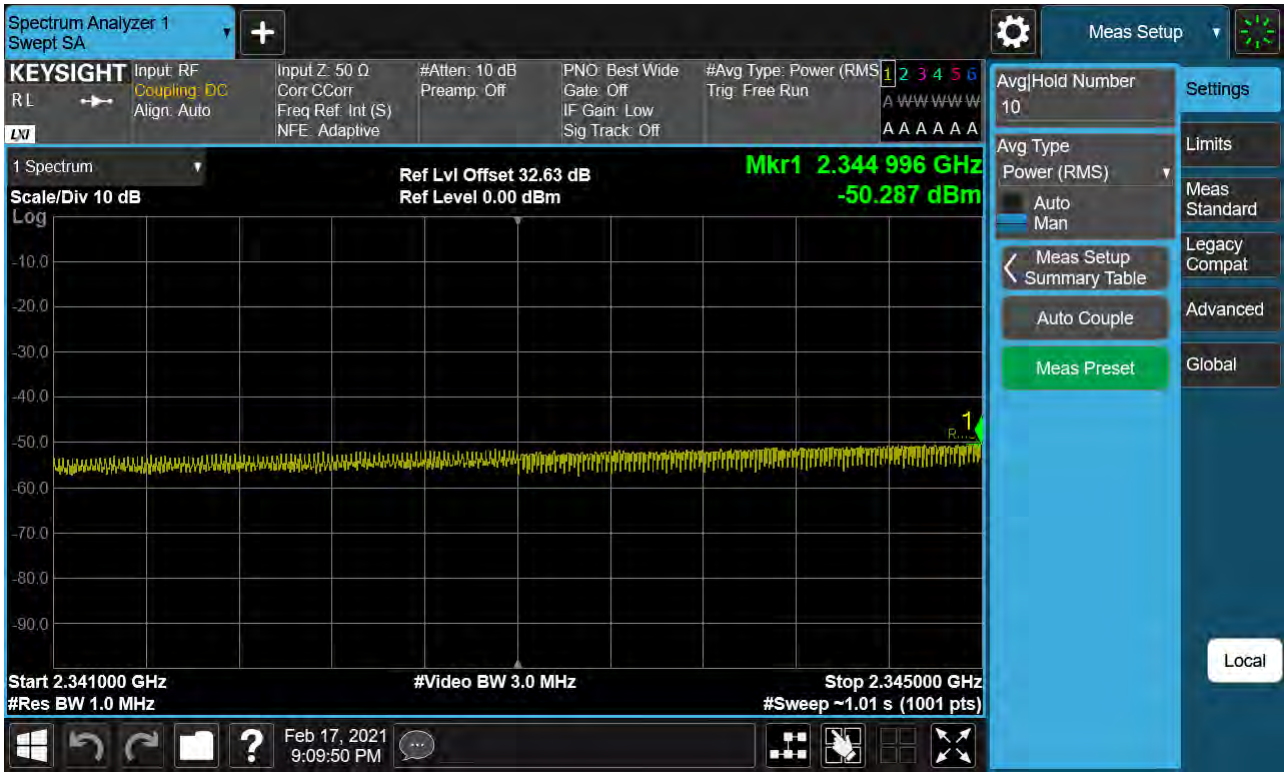 Spectrum Analyzer 1
Swept SA
+
Meas Setup
KEYSIGHT
RL
LXI
Input: RF
Coupling: DC
Align: Auto
Input Z: 50 Ω
Corr CCorr
Freq Ref: Int (S)
NFE: Adaptive
#Atten: 10 dB
Preamp: Off
PNO: Best Wide
Gate: Off
IF Gain: Low
Sig Track: Off
#Avg Type: Power (RMS
Trig: Free Run
1 2 3 4 5 6
A W W W W W
A A A A A A
1 Spectrum
Scale/Div 10 dB
Log
Ref Lvl Offset 32.63 dB
Ref Level 0.00 dBm
Mkr1 2.344 996 GHz
-50.287 dBm
-10.0
-20.0
-30.0
-40.0
-50.0
-60.0
-70.0
-80.0
-90.0
1
Start 2.341000 GHz
#Res BW 1.0 MHz
#Video BW 3.0 MHz
Stop 2.345000 GHz
#Sweep ~1.01 s (1001 pts)
Avg|Hold Number
10
Avg Type
Power (RMS)
Auto
Man
Meas Setup
Summary Table
Auto Couple
Meas Preset
Settings
Limits
Meas
Standard
Legacy
Compat
Advanced
Global
Local
?
Feb 17, 2021
9:09:50 PM